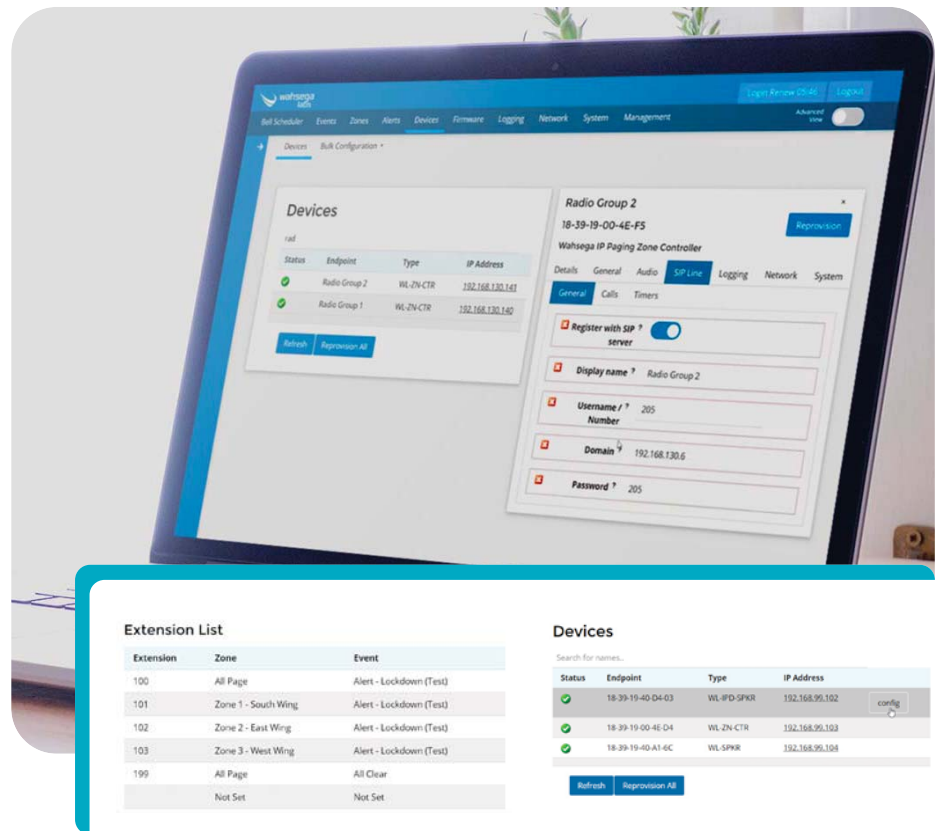 wahsega
labs
Login Renew 05:46 Logout
Bell Scheduler Events Zones Alerts Devices Firmware Logging Network System Management
Advanced
View
Devices Bulk Configuration
Devices
rad
Status Endpoint Type IP Address
Radio Group 2 WL-ZN-CTR 192.168.130.141
Radio Group 1 WL-ZN-CTR 192.168.130.140
Refresh Reprovision All
Radio Group 2 ×
18-39-19-00-4E-F5
Reprovision
Wahsega IP Paging Zone Controller
Details General Audio SIP Line Logging Network System
General Calls Timers
Register with SIP ?
server
Display name ? Radio Group 2
Username / ? 205
Number
Domain ? 192.168.130.6
Password ? 205
Extension List
Extension Zone Event
100 All Page Alert - Lockdown (Test)
101 Zone 1 - South Wing Alert - Lockdown (Test)
102 Zone 2 - East Wing Alert - Lockdown (Test)
103 Zone 3 - West Wing Alert - Lockdown (Test)
199 All Page All Clear
Not Set Not Set
Devices
Search for names..
Status Endpoint Type IP Address
18-39-19-40-D4-03 WL-IPD-SPKR 192.168.99.102 config
18-39-19-00-4E-D4 WL-ZN-CTR 192.168.99.103
18-39-19-40-A1-6C WL-SPKR 192.168.99.104
Refresh Reprovision All